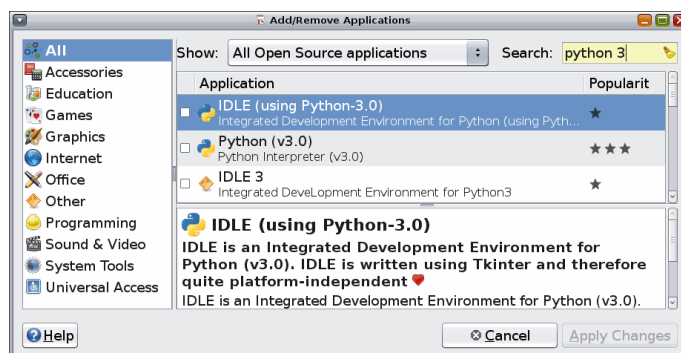 Add/Remove Applications
All
Accessories
Education
Games
Graphics
Internet
Office
Other
Programming
Sound & Video
System Tools
Universal Access
Show: All Open Source applications Search: python 3
Application Popularit
IDLE (using Python-3.0)
Integrated Development Environment for Python (using Pyth...
Python (v3.0)
Python Interpreter (v3.0)
IDLE 3
Integrated DeveLopment Environment for Python3
IDLE (using Python-3.0)
IDLE is an Integrated Development Environment for
Python (v3.0). IDLE is written using Tkinter and therefore
quite platform-independent
IDLE is an Integrated Development Environment for Python (v3.0).
Help Cancel Apply Changes